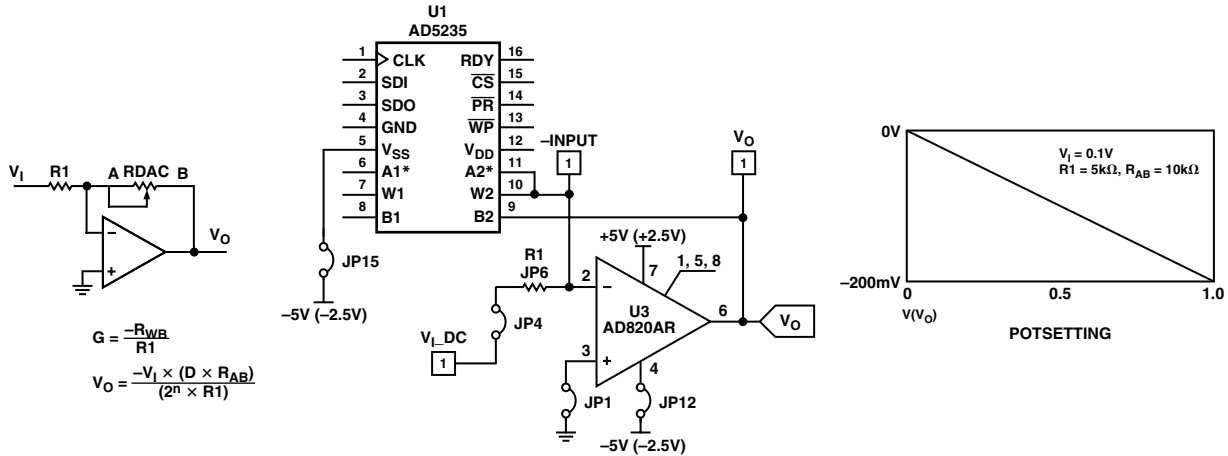 U1
AD5235
1 CLK RDY 16
2 SDI CS 15
3 SDO PR 14
4 GND WP 13
5 VSS VDD 12
6 A1* A2* 11
7 W1 W2 10
8 B1 B2 9
–INPUT
1
VO
1
JP15
–5V (–2.5V)
VI R1 A RDAC B
–
+
VO
G = –RWB
R1
VO = –VI × (D × RAB)
(2n × R1)
R1
JP6
JP4
VI_DC
1
+5V (+2.5V)
7
1, 5, 8
2 –
U3
AD820AR
6
VO
3 +
4
JP1
JP12
–5V (–2.5V)
0V
VI = 0.1V
R1 = 5kΩ, RAB = 10kΩ
–200mV
0 0.5 1.0
V(VO)
POTSETTING